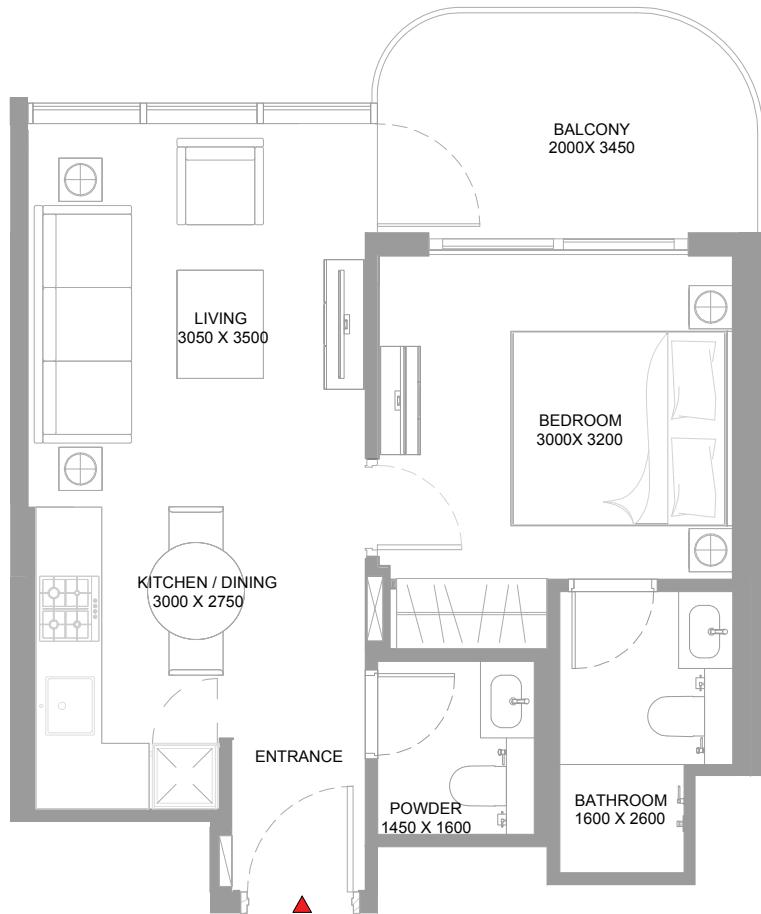 BALCONY
2000X 3450
LIVING
3050 X 3500
BEDROOM
3000X 3200
KITCHEN / DINING
3000 X 2750
ENTRANCE
POWDER
1450 X 1600
BATHROOM
1600 X 2600